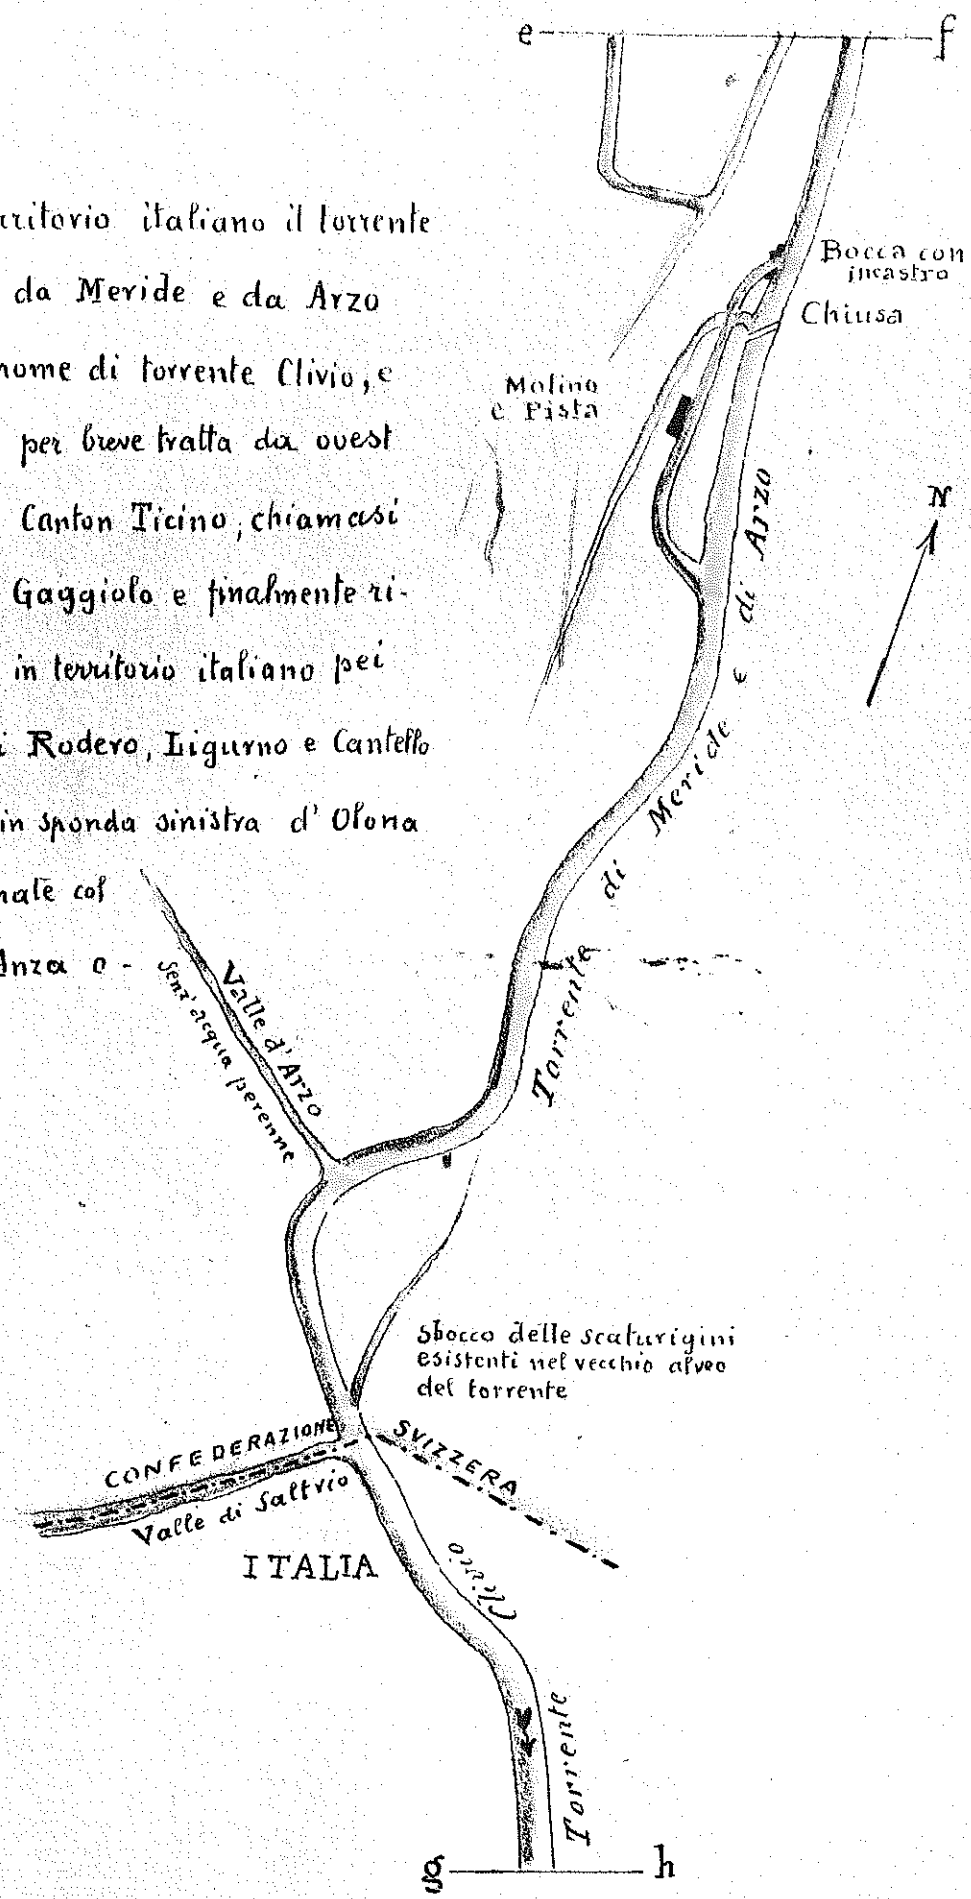 e f
Bocca con
incastro
Chiusa
Molino
e Pista
N
territorio italiano il torrente
da Meride e da Arzo
nome di torrente Clivio, e
per breve tratta da ovest
Canton Ticino, chiamasi
Gaggiolo e finalmente ri-
in territorio italiano pei
Rodero, Ligurno e Cantello
in sponda sinistra d' Olona
col
Anza o -
Torrente di Meride e di Arzo
Valle d'Arzo
senz'acqua perenne
sbocco delle scaturigini
esistenti nel vecchio alveo
del torrente
CONFEDERAZIONE SVIZZERA
Valle di Saltrio
ITALIA
Torrente Clivio
g h